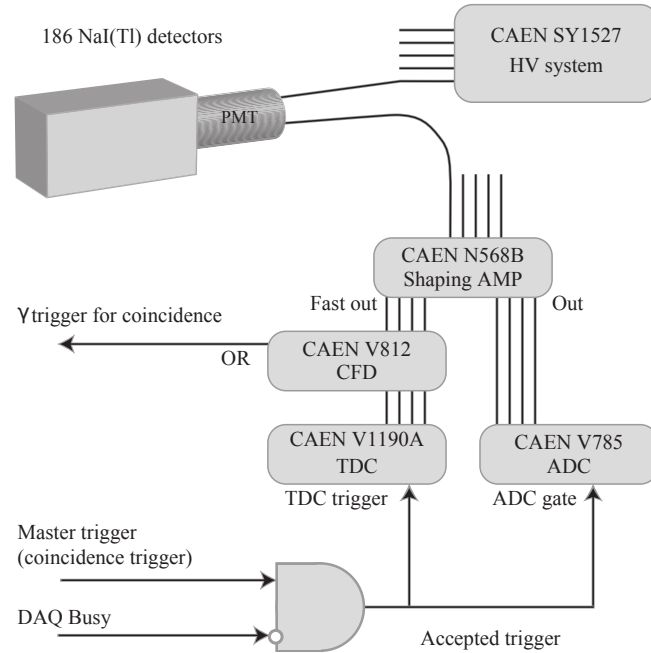 186 NaI(Tl) detectors
CAEN SY1527
HV system
PMT
CAEN N568B
Shaping AMP
Fast out
Out
γ trigger for coincidence
OR
CAEN V812
CFD
CAEN V1190A
TDC
CAEN V785
ADC
TDC trigger
ADC gate
Master trigger
(coincidence trigger)
DAQ Busy
Accepted trigger